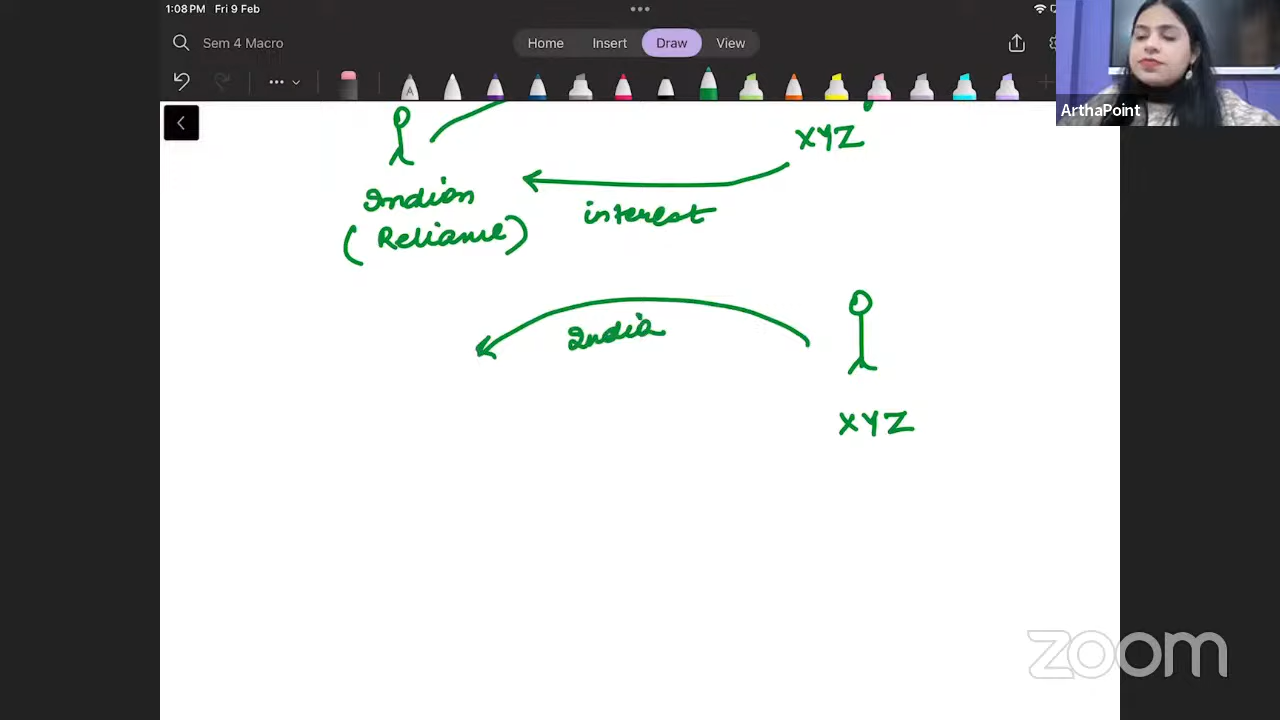 1:08 PM Fri 9 Feb
Sem 4 Macro
Home Insert Draw View
A
ArthaPoint
XYZ
Indian
interest
(Reliance)
India
XYZ
zoom